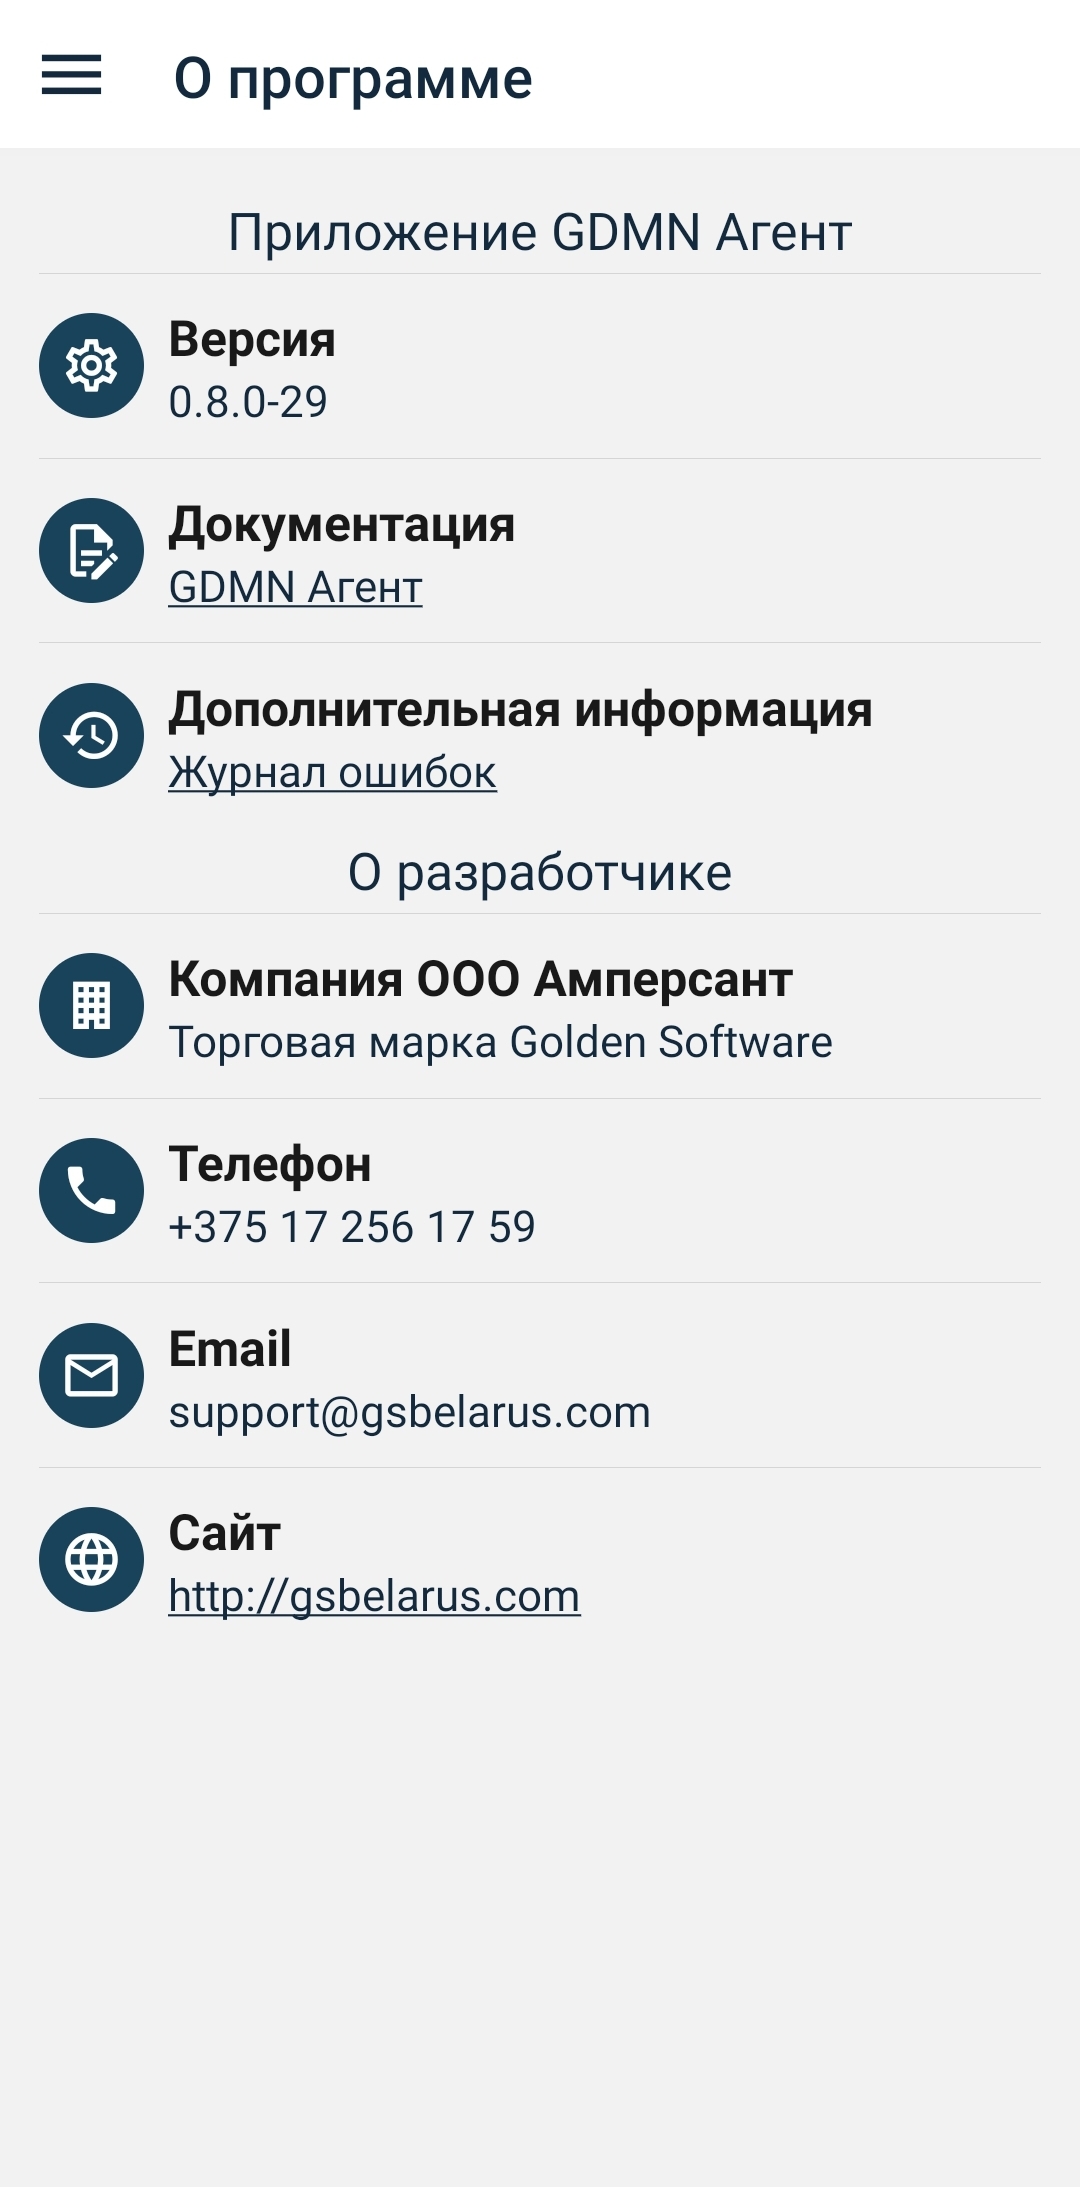 О программе
Приложение GDMN Агент
Версия
0.8.0-29
Документация
GDMN Агент
Дополнительная информация
Журнал ошибок
О разработчике
Компания ООО Амперсант
Торговая марка Golden Software
Телефон
+375 17 256 17 59
Email
support@gsbelarus.com
Сайт
http://gsbelarus.com